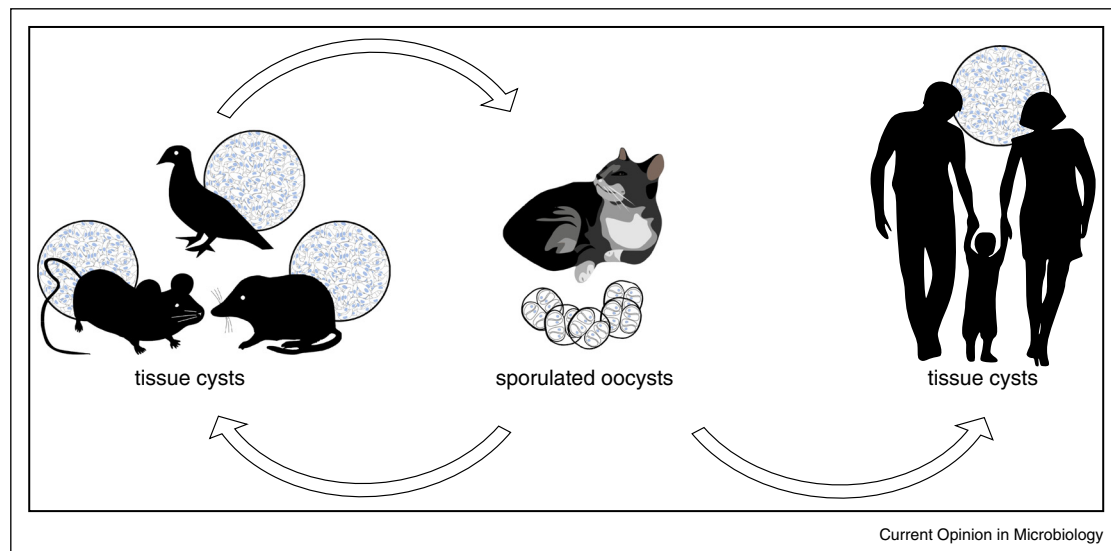 tissue cysts
sporulated oocysts
tissue cysts
Current Opinion in Microbiology